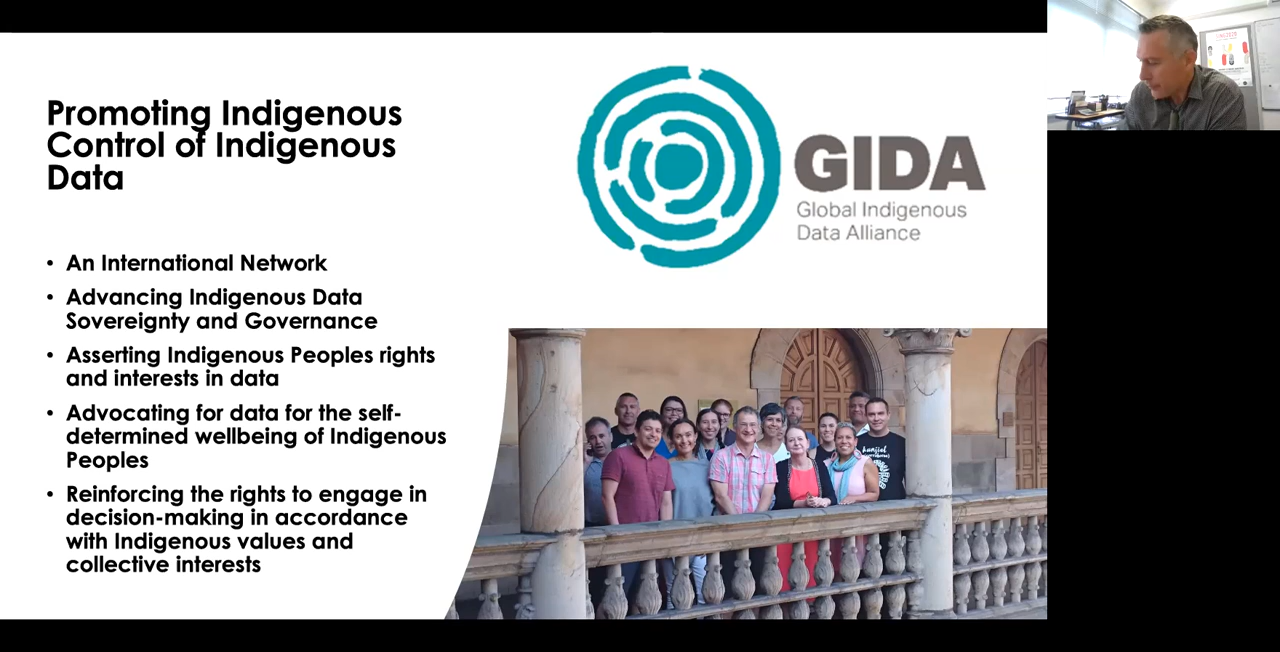 Promoting Indigenous
Control of Indigenous
Data
• An International Network
• Advancing Indigenous Data
Sovereignty and Governance
• Asserting Indigenous Peoples rights
and interests in data
• Advocating for data for the self-
determined wellbeing of Indigenous
Peoples
• Reinforcing the rights to engage in
decision-making in accordance
with Indigenous values and
collective interests
GIDA
Global Indigenous
Data Alliance